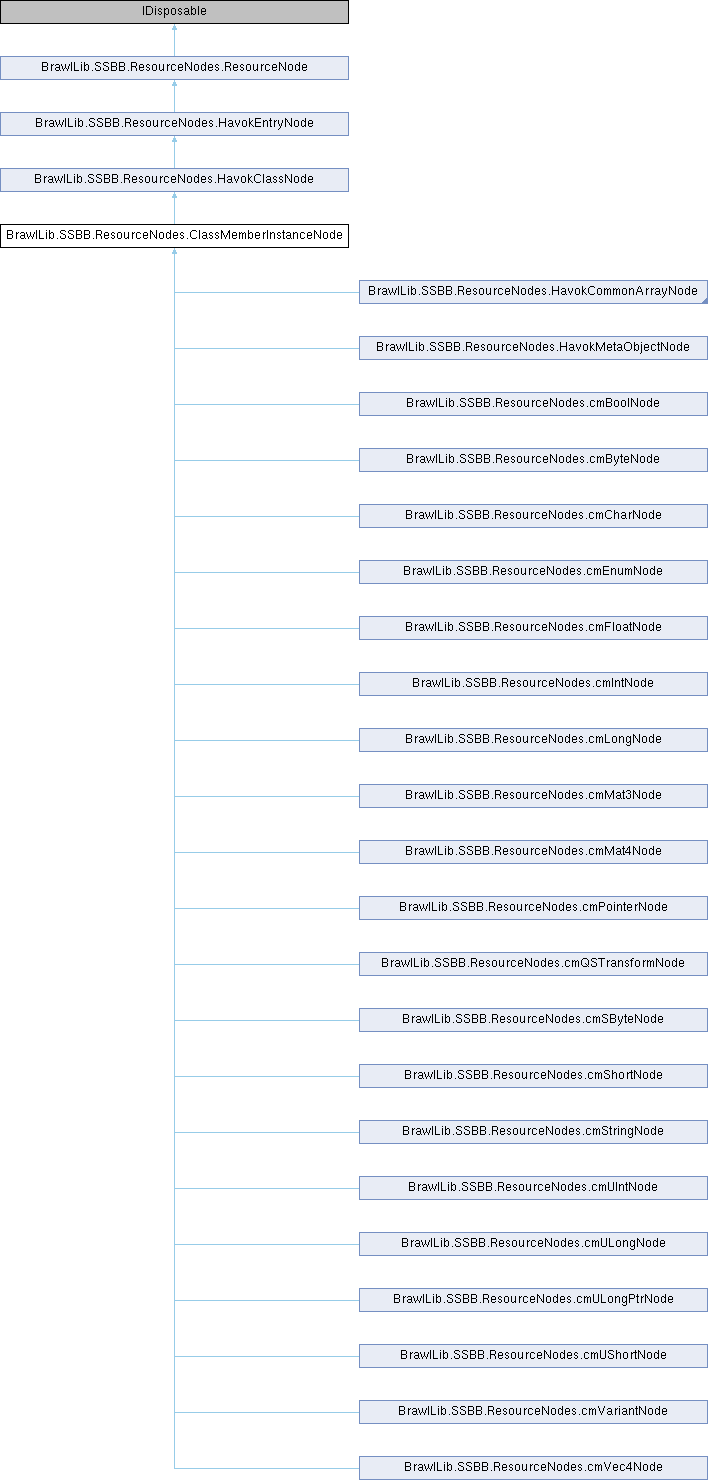 IDisposable
BrawlLib.SSBB.ResourceNodes.ResourceNode
BrawlLib.SSBB.ResourceNodes.HavokEntryNode
BrawlLib.SSBB.ResourceNodes.HavokClassNode
BrawlLib.SSBB.ResourceNodes.ClassMemberInstanceNode
BrawlLib.SSBB.ResourceNodes.HavokCommonArrayNode
BrawlLib.SSBB.ResourceNodes.HavokMetaObjectNode
BrawlLib.SSBB.ResourceNodes.cmBoolNode
BrawlLib.SSBB.ResourceNodes.cmByteNode
BrawlLib.SSBB.ResourceNodes.cmCharNode
BrawlLib.SSBB.ResourceNodes.cmEnumNode
BrawlLib.SSBB.ResourceNodes.cmFloatNode
BrawlLib.SSBB.ResourceNodes.cmIntNode
BrawlLib.SSBB.ResourceNodes.cmLongNode
BrawlLib.SSBB.ResourceNodes.cmMat3Node
BrawlLib.SSBB.ResourceNodes.cmMat4Node
BrawlLib.SSBB.ResourceNodes.cmPointerNode
BrawlLib.SSBB.ResourceNodes.cmQSTransformNode
BrawlLib.SSBB.ResourceNodes.cmSByteNode
BrawlLib.SSBB.ResourceNodes.cmShortNode
BrawlLib.SSBB.ResourceNodes.cmStringNode
BrawlLib.SSBB.ResourceNodes.cmUIntNode
BrawlLib.SSBB.ResourceNodes.cmULongNode
BrawlLib.SSBB.ResourceNodes.cmULongPtrNode
BrawlLib.SSBB.ResourceNodes.cmUShortNode
BrawlLib.SSBB.ResourceNodes.cmVariantNode
BrawlLib.SSBB.ResourceNodes.cmVec4Node